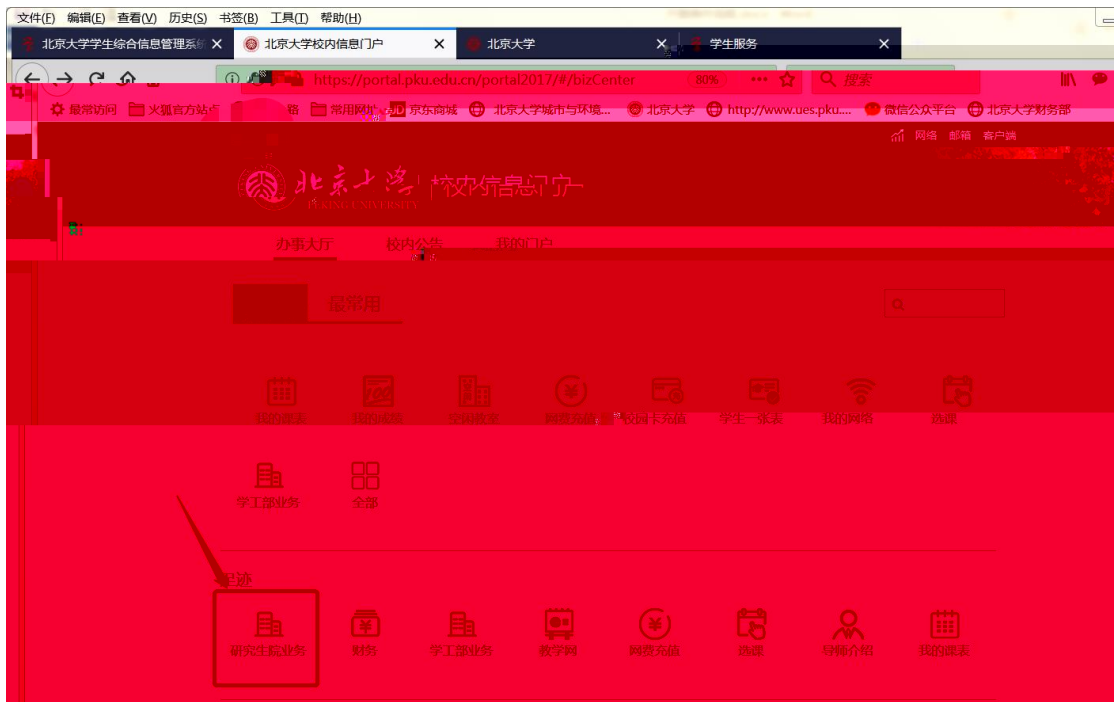 文件(F) 编辑(E) 查看(V) 历史(S) 书签(B) 工具(T) 帮助(H)
北京大学学生综合信息管理系统 北京大学校内信息门户 北京大学 学生服务
https://portal.pku.edu.cn/portal2017/#/bizCenter 80% 搜索
最常访问 火狐官方站点 常用网址 JD 京东商城 北京大学城市与环境... 北京大学 http://www.ues.pku.... 微信公众平台 北京大学财务部
网络 邮箱 客户端
北京大学 校内信息门户
PEKING UNIVERSITY
办事大厅 校内公告 我的门户
最常用
我的课表 我的成绩 空闲教室 网费充值 校园卡充值 学生一张表 我的网络 选课
学工部业务 全部
足迹
研究生院业务 财务 学工部业务 教学网 网费充值 选课 导师介绍 我的课表